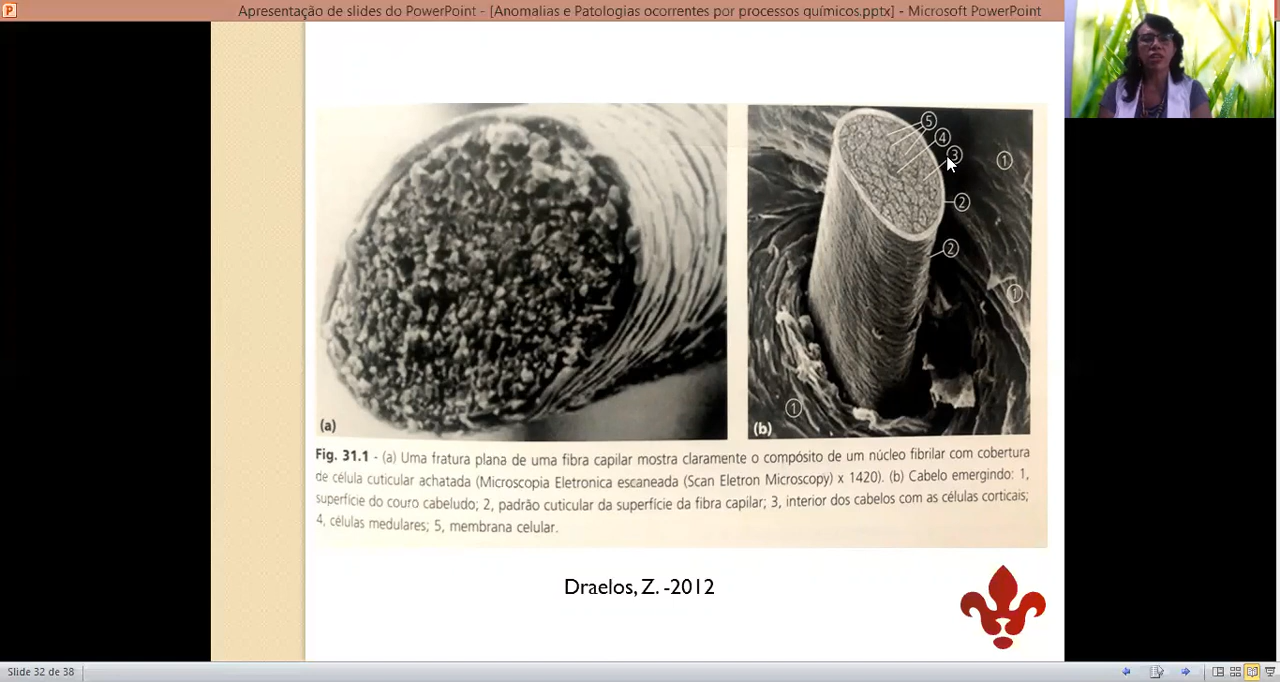 Apresentação de slides do PowerPoint - [Anomalias e Patologias ocorrentes por processos químicos.pptx] - Microsoft PowerPoint
5
4
3
1
2
2
1
1
(a)
(b)
Fig. 31.1 - (a) Uma fratura plana de uma fibra capilar mostra claramente o compósito de um núcleo fibrilar com cobertura
de célula cuticular achatada (Microscopia Eletronica escaneada (Scan Eletron Microscopy) x 1420). (b) Cabelo emergindo: 1,
superfície do couro cabeludo; 2, padrão cuticular da superfície da fibra capilar; 3, interior dos cabelos com as células corticais;
4, células medulares; 5, membrana celular.
Draelos, Z. -2012
Slide 32 de 38